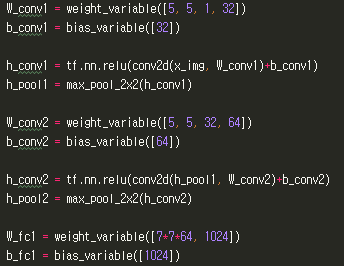 W_conv1 = weight_variable([5, 5, 1, 32])
b_conv1 = bias_variable([32])
h_conv1 = tf.nn.relu(conv2d(x_img, W_conv1)+b_conv1)
h_pool1 = max_pool_2x2(h_conv1)
W_conv2 = weight_variable([5, 5, 32, 64])
b_conv2 = bias_variable([64])
h_conv2 = tf.nn.relu(conv2d(h_pool1, W_conv2)+b_conv2)
h_pool2 = max_pool_2x2(h_conv2)
W_fc1 = weight_variable([7*7*64, 1024])
b_fc1 = bias_variable([1024])